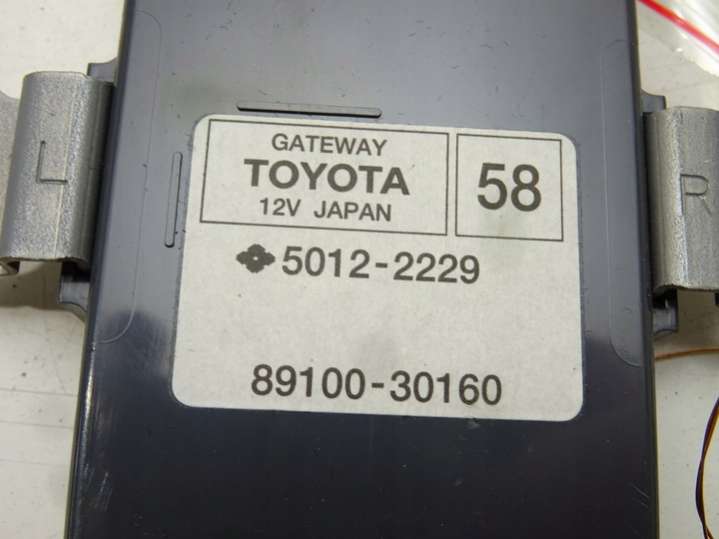 GATEWAY
TOYOTA
12V JAPAN
58
5012-2229
89100-30160
L
R